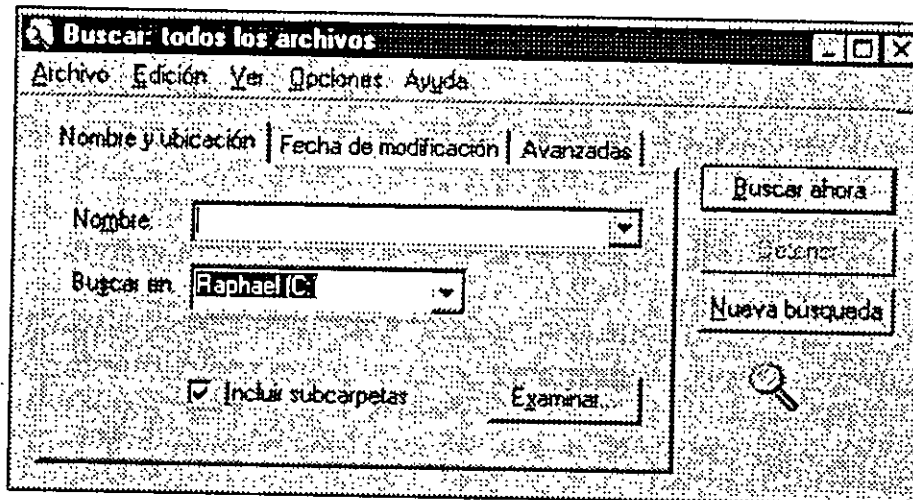 Buscar: todos los archivos
Archivo Edición Ver Opciones Ayuda
Nombre y ubicación Fecha de modificación Avanzadas
Nombre:
Buscar en: Raphael (C:
Incluir subcarpetas
Examinar...
Buscar ahora
Detener
Nueva búsqueda